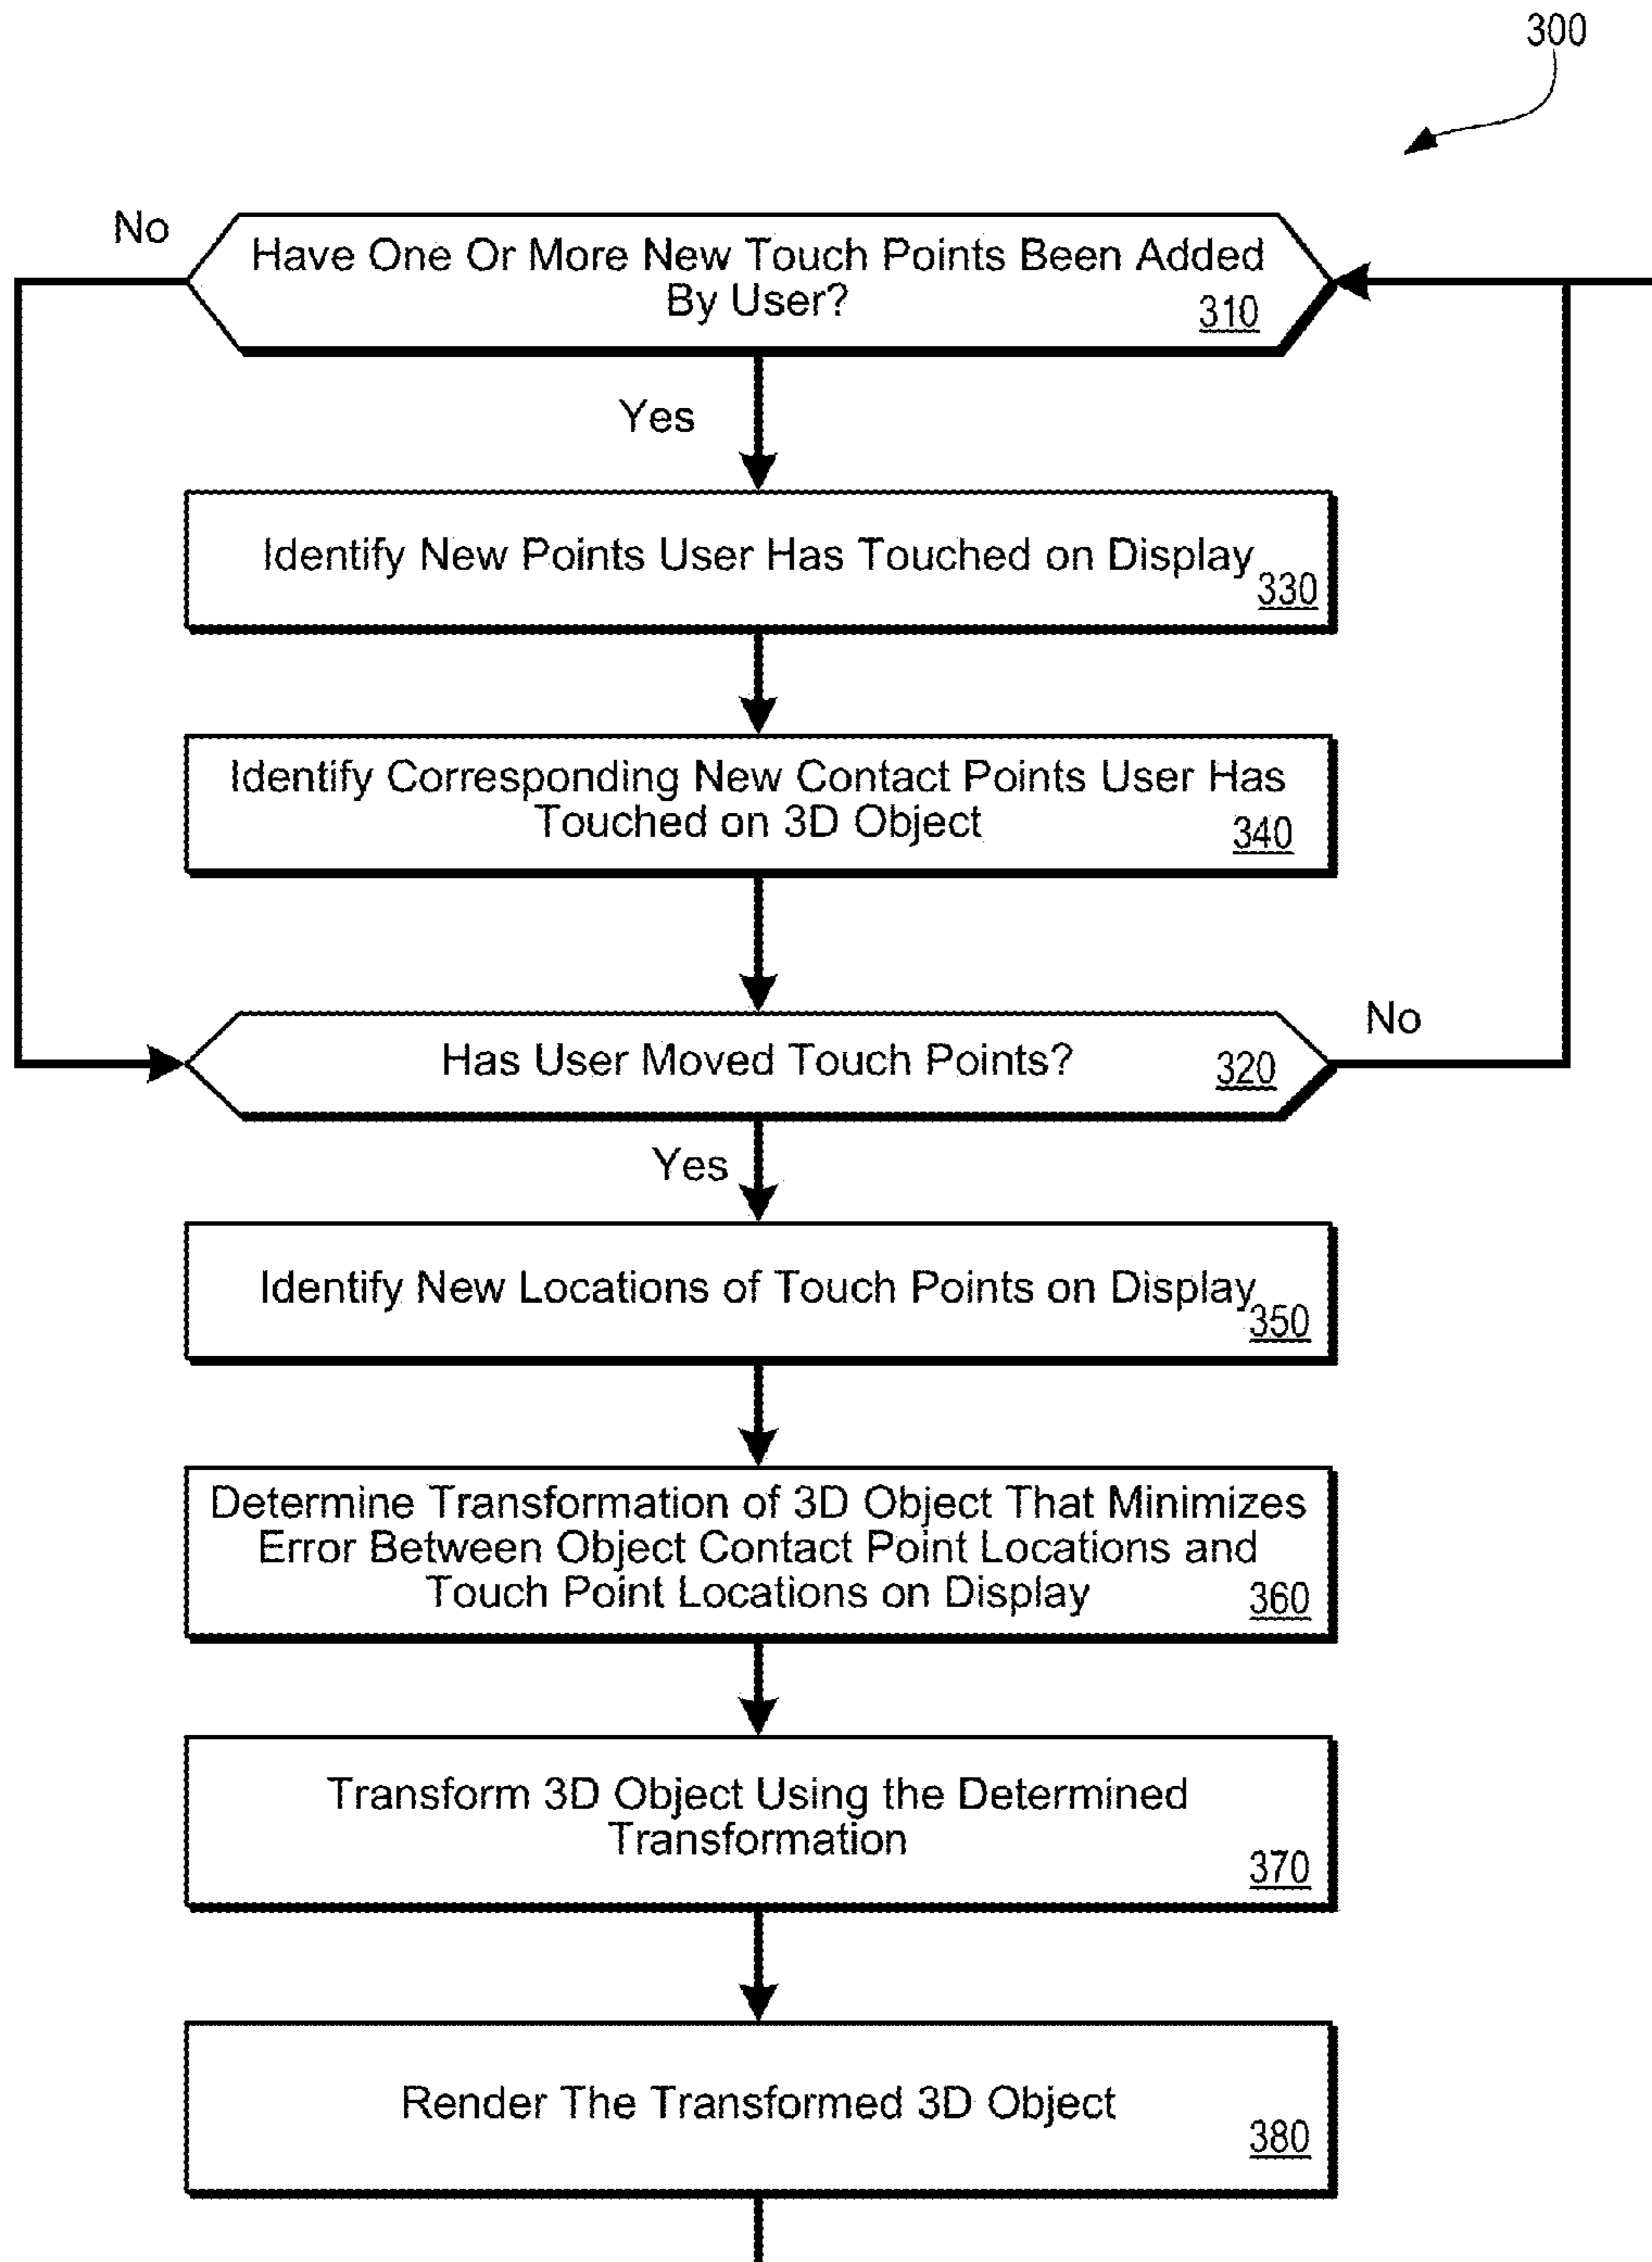 300
No
Have One Or More New Touch Points Been Added
By User?
310
Yes
Identify New Points User Has Touched on Display
330
Identify Corresponding New Contact Points User Has
Touched on 3D Object
340
Has User Moved Touch Points?
320
No
Yes
Identify New Locations of Touch Points on Display
350
Determine Transformation of 3D Object That Minimizes
Error Between Object Contact Point Locations and
Touch Point Locations on Display
360
Transform 3D Object Using the Determined
Transformation
370
Render The Transformed 3D Object
380